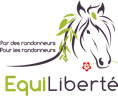 Par des randonneurs
Pour les randonneurs
EquiLiberté